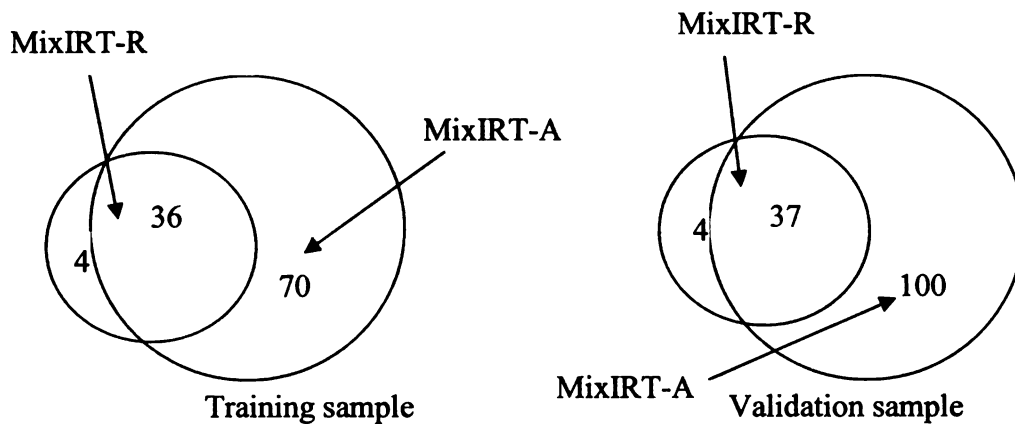 MixIRT-R
MixIRT-A
36
4
70
Training sample
MixIRT-R
4
37
100
MixIRT-A
Validation sample